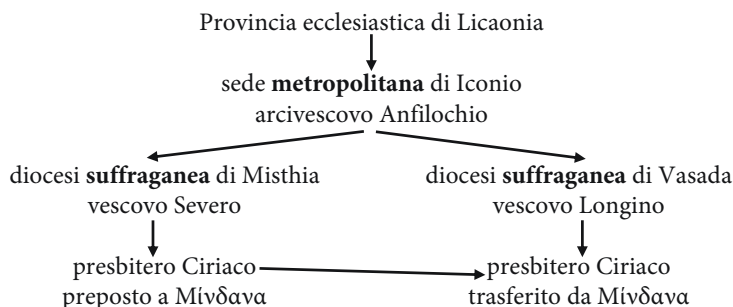 Provincia ecclesiastica di Licaonia
sede metropolitana di Iconio
arcivescovo Anfilochio
diocesi suffraganea di Misthia
vescovo Severo
diocesi suffraganea di Vasada
vescovo Longino
presbitero Ciriaco
preposto a Μίνδανα
presbitero Ciriaco
trasferito da Μίνδανα